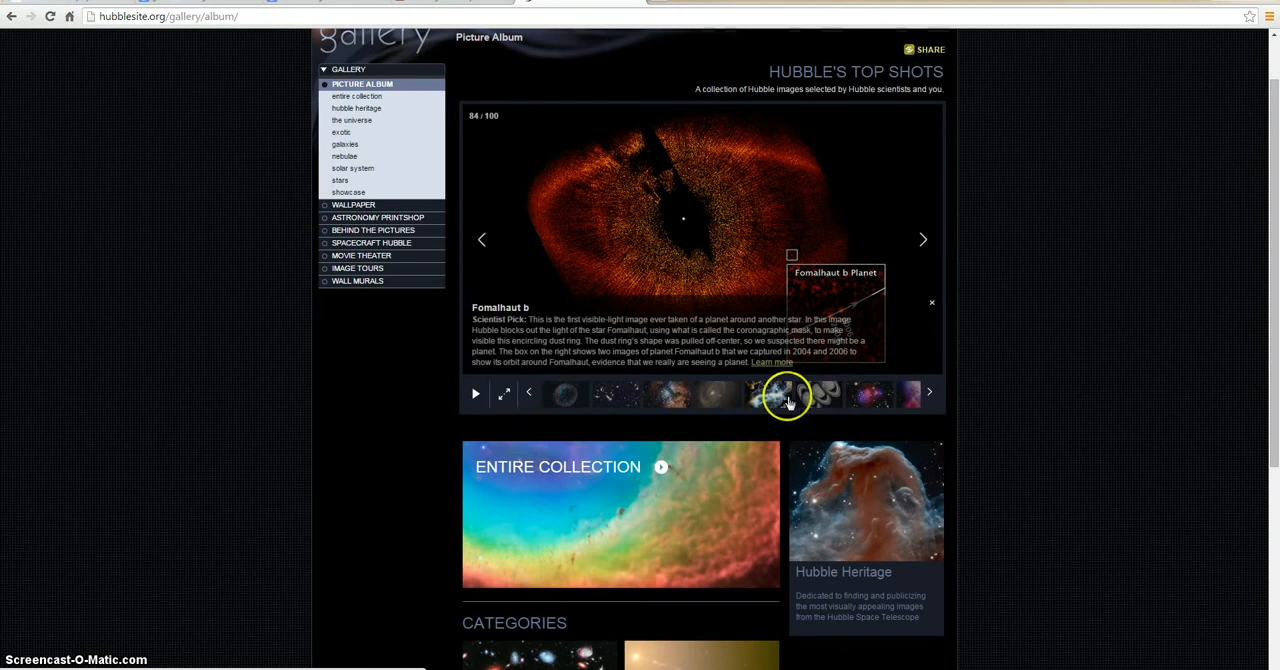 hubblesite.org/gallery/album/
gallery
Picture Album
SHARE
GALLERY
PICTURE ALBUM
entire collection
hubble heritage
the universe
exotic
galaxies
nebulae
solar system
stars
showcase
WALLPAPER
ASTRONOMY PRINTSHOP
BEHIND THE PICTURES
SPACECRAFT HUBBLE
MOVIE THEATER
IMAGE TOURS
WALL MURALS
HUBBLE'S TOP SHOTS
A collection of Hubble images selected by Hubble scientists and you.
84 / 100
Fomalhaut b Planet
Fomalhaut b
Scientist Pick: This is the first visible-light image ever taken of a planet around another star. In this image
Hubble blocks out the light of the star Fomalhaut, using what is called the coronagraphic mask, to make
visible this encircling dust ring. The dust ring's shape was pulled off-center, so we suspected there might be a
planet. The box on the right shows two images of planet Fomalhaut b that we captured in 2004 and 2006 to
show its orbit around Fomalhaut, evidence that we really are seeing a planet. Learn more
ENTIRE COLLECTION
Hubble Heritage
Dedicated to finding and publicizing
the most visually appealing images
from the Hubble Space Telescope
CATEGORIES
Screencast-O-Matic.com